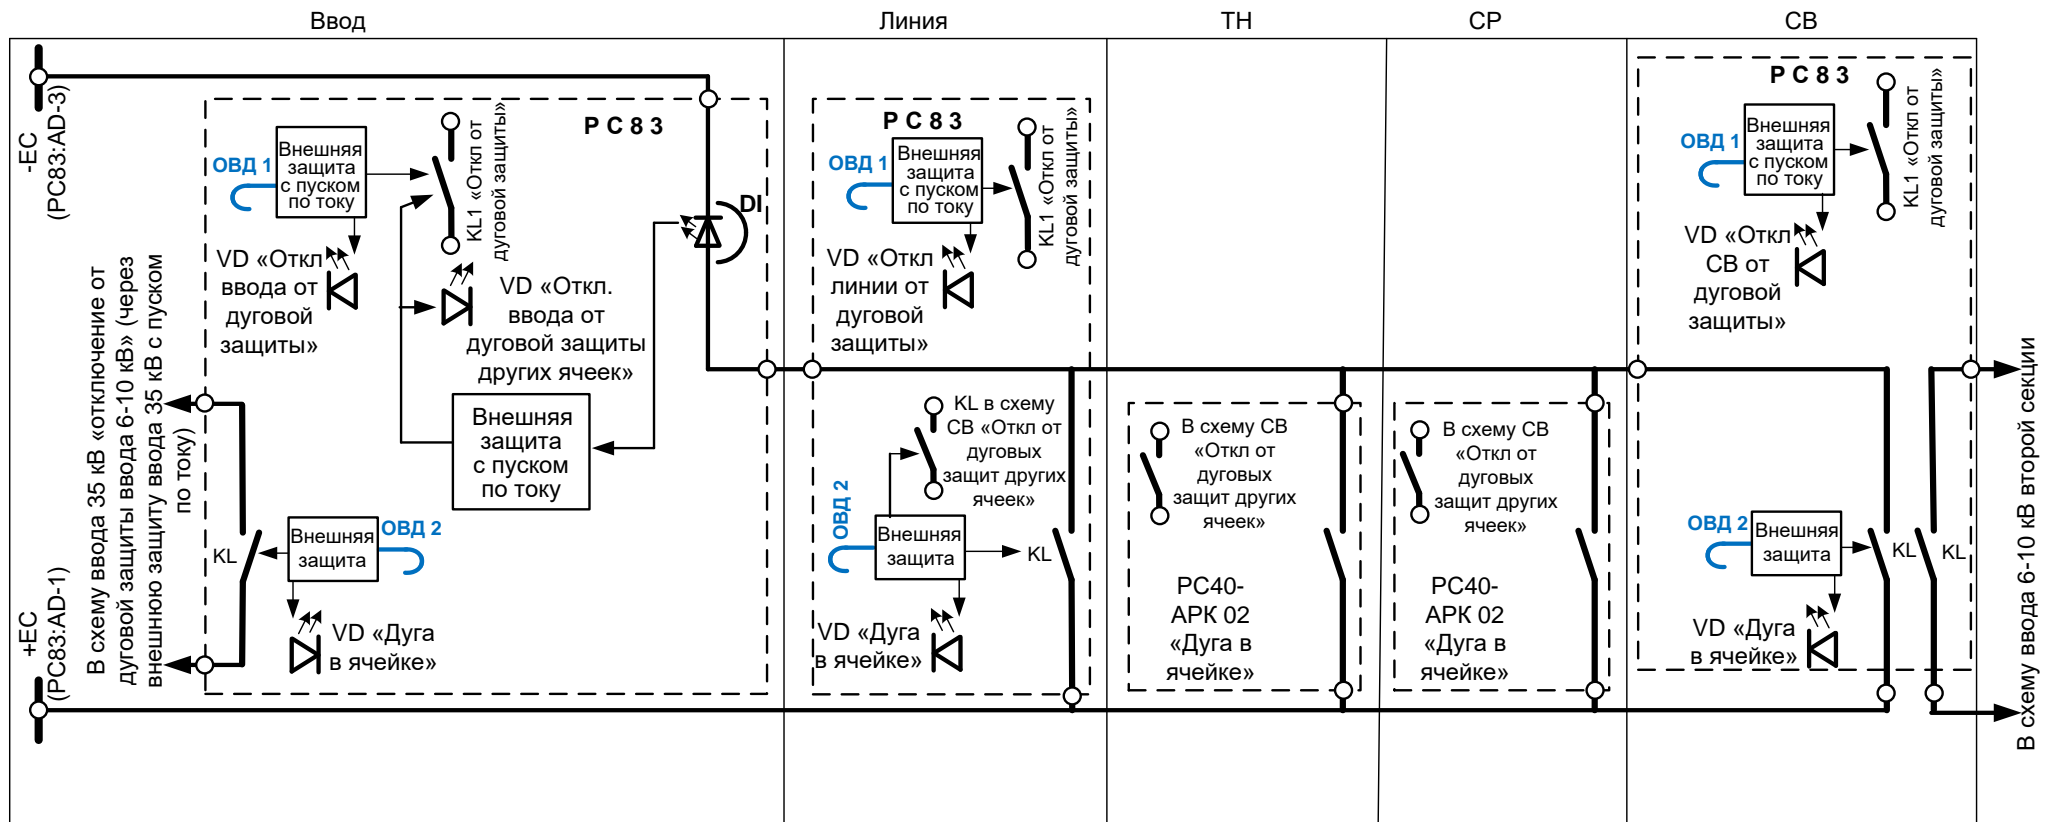 Ввод
Линия
ТН
СР
СВ
-ЕС
(РС83:AD-3)
+ЕС
(РС83:AD-1)
В схему ввода 35 кВ «отключение от
дуговой защиты ввода 6-10 кВ» (через
внешнюю защиту ввода 35 кВ с пуском
по току)
Р С 8 3
ОВД 1
Внешняя
защита
с пуском
по току
KL1 «Откл от
дуговой защиты»
DI
VD «Откл
ввода от
дуговой
защиты»
VD «Откл.
ввода от
дуговой защиты
других ячеек»
Внешняя
защита
с пуском
по току
KL
Внешняя
защита
ОВД 2
VD «Дуга
в ячейке»
Р С 8 3
ОВД 1
Внешняя
защита
с пуском
по току
KL1 «Откл от
дуговой защиты»
VD «Откл
линии от
дуговой
защиты»
KL в схему
СВ «Откл от
дуговых
защит других
ячеек»
ОВД 2
Внешняя
защита
KL
VD «Дуга
в ячейке»
В схему СВ
«Откл от
дуговых
защит других
ячеек»
РС40-
АРК 02
«Дуга в
ячейке»
В схему СВ
«Откл от
дуговых
защит других
ячеек»
РС40-
АРК 02
«Дуга в
ячейке»
Р С 8 3
ОВД 1
Внешняя
защита
с пуском
по току
KL1 «Откл от
дуговой защиты»
VD «Откл
СВ от
дуговой
защиты»
ОВД 2
Внешняя
защита
KL
KL
VD «Дуга
в ячейке»
В схему ввода 6-10 кВ второй секции